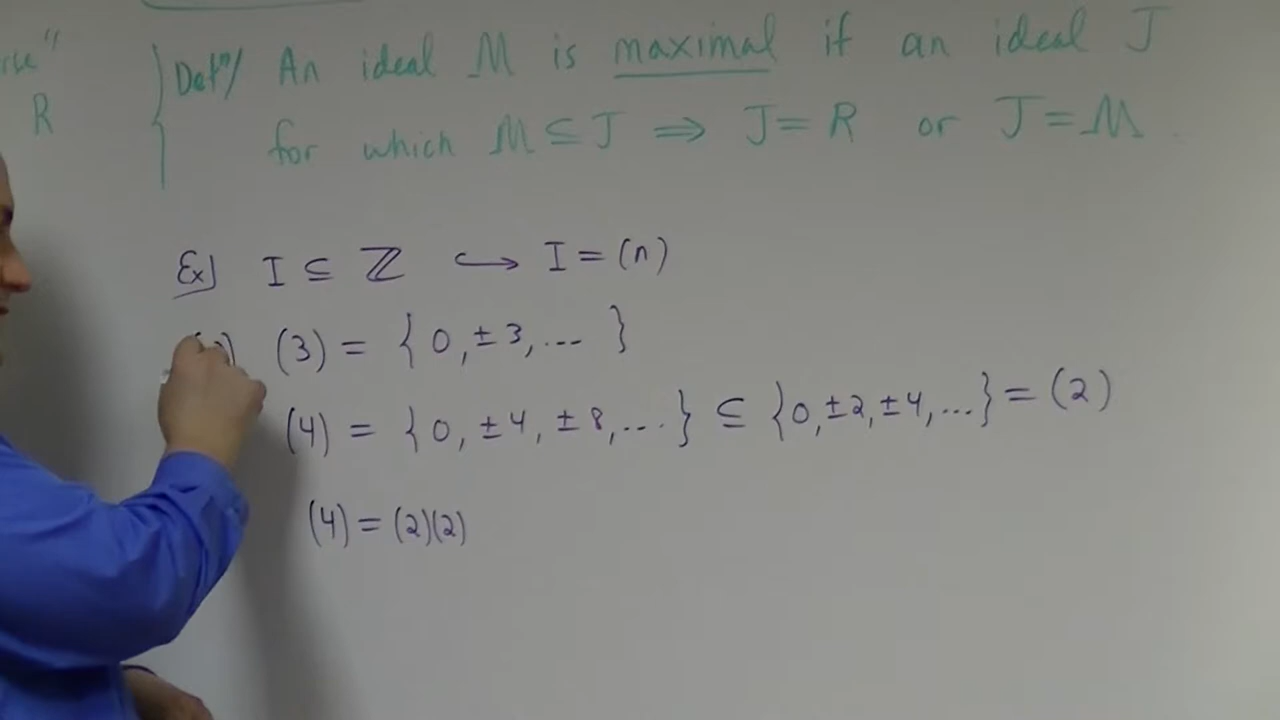 R
Defⁿ/ An ideal M is maximal if an ideal J
for which M ⊆ J ⇒ J = R or J = M
Ex] I ⊆ ℤ ↪ I = (n)
(3) = { 0, ±3, ... }
(4) = { 0, ±4, ±8, ... } ⊆ { 0, ±2, ±4, ... } = (2)
(4) = (2)(2)